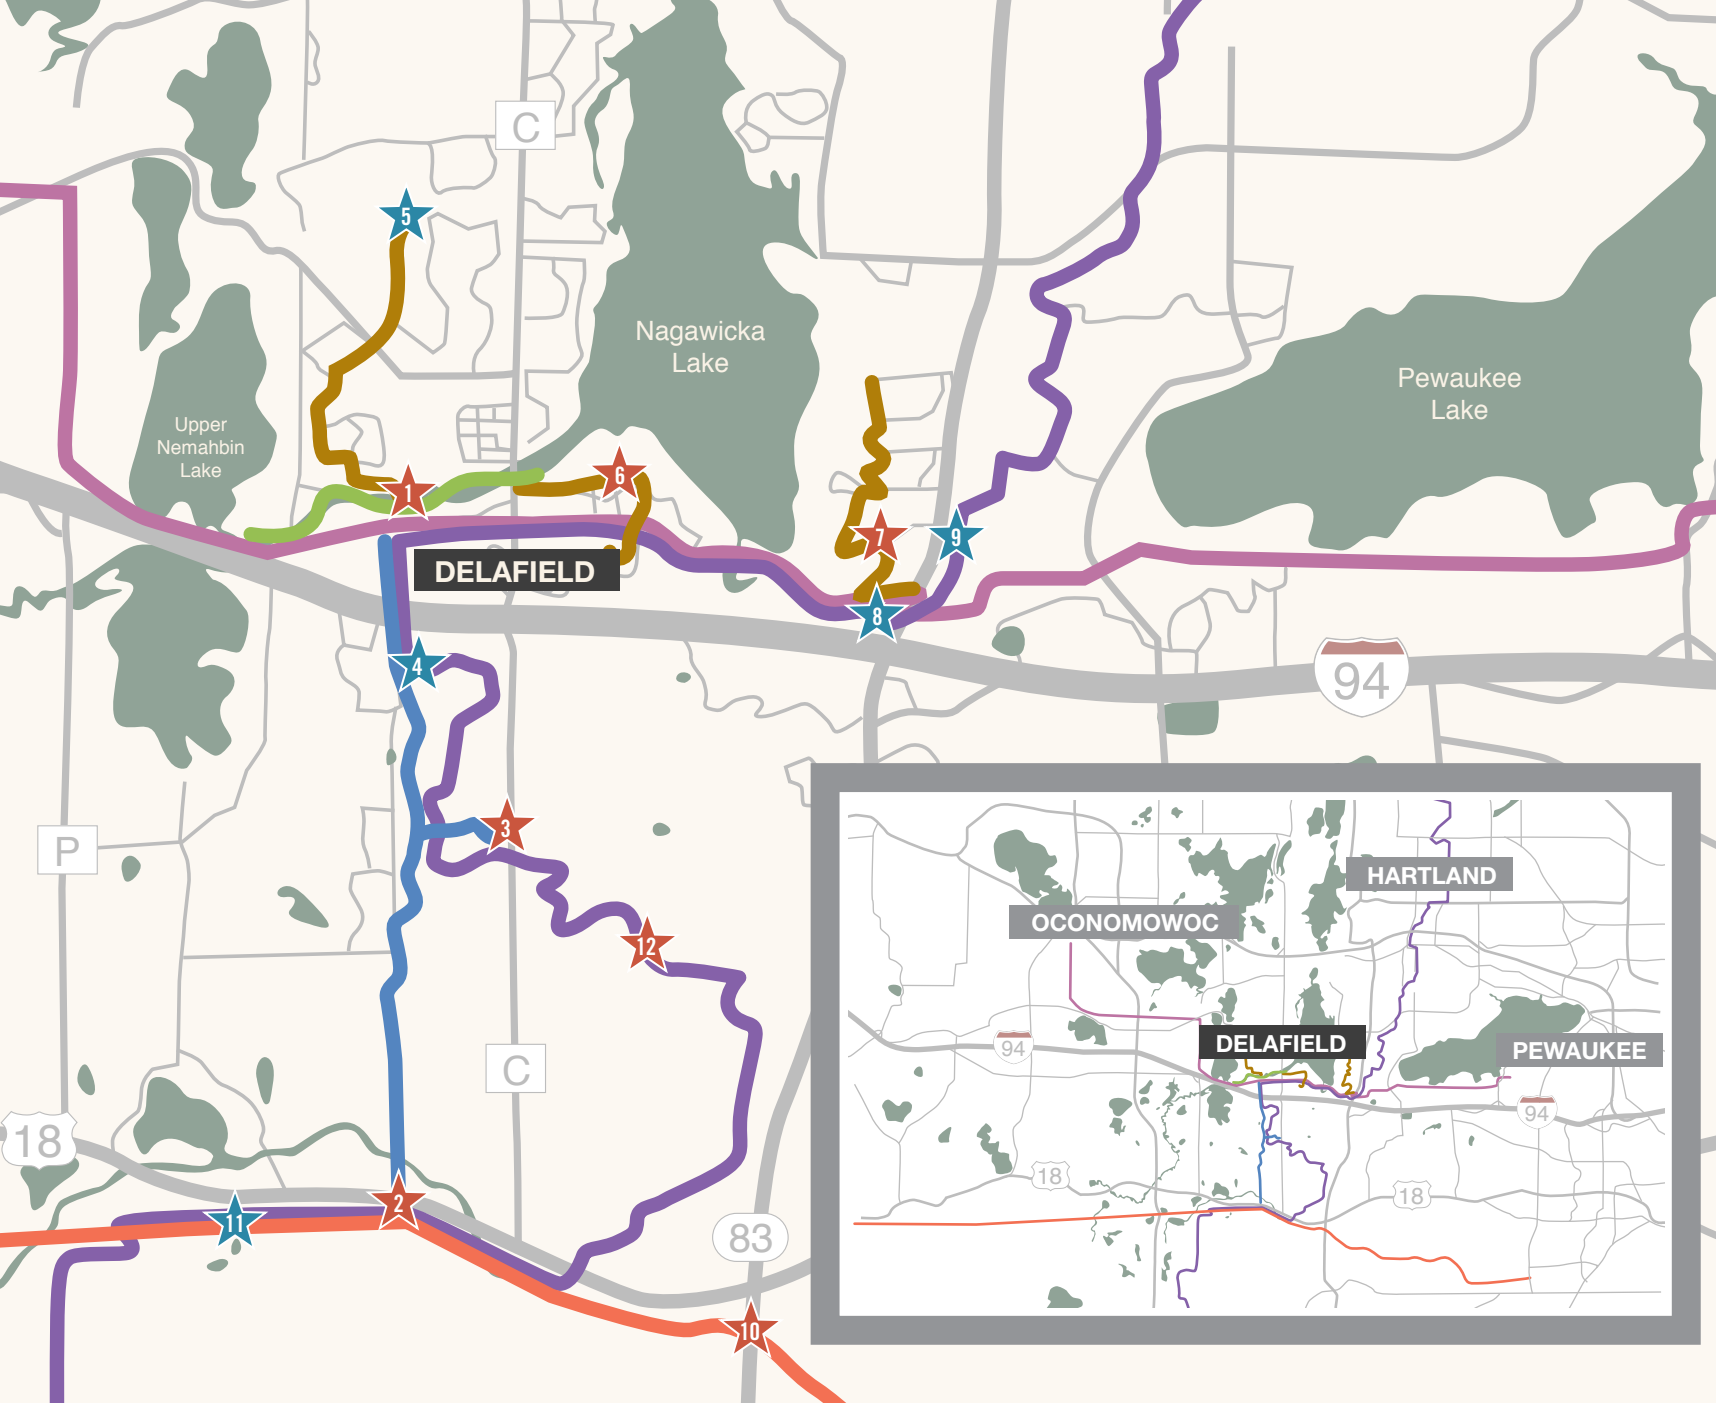 C
5
Nagawicka
Lake
Pewaukee
Lake
Upper
Nemahbin
Lake
1
6
7
9
DELAFIELD
8
4
94
3
P
12
C
18
2
11
83
10
HARTLAND
OCONOMOWOC
94
DELAFIELD
PEWAUKEE
94
18
18